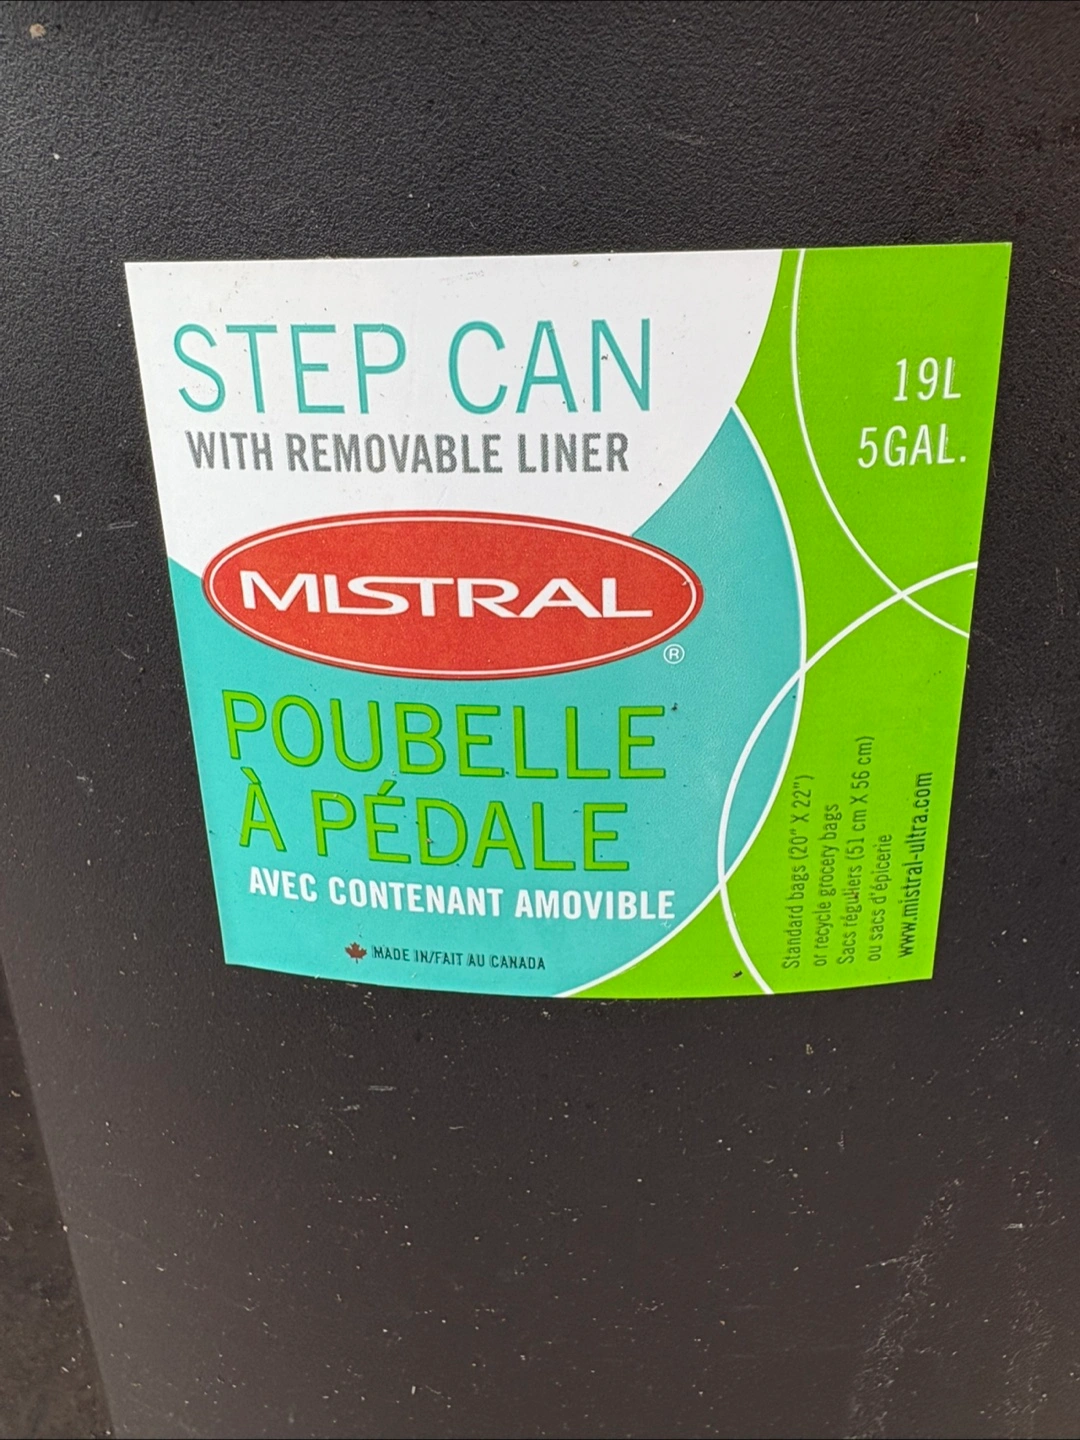 STEP CAN
WITH REMOVABLE LINER
MISTRAL
®
POUBELLE
À PÉDALE
AVEC CONTENANT AMOVIBLE
MADE IN/FAIT AU CANADA
19L
5GAL.
Standard bags (20" X 22")
or recycle grocery bags
Sacs réguliers (51 cm X 56 cm)
ou sacs d'épicerie
www.mistral-ultra.com